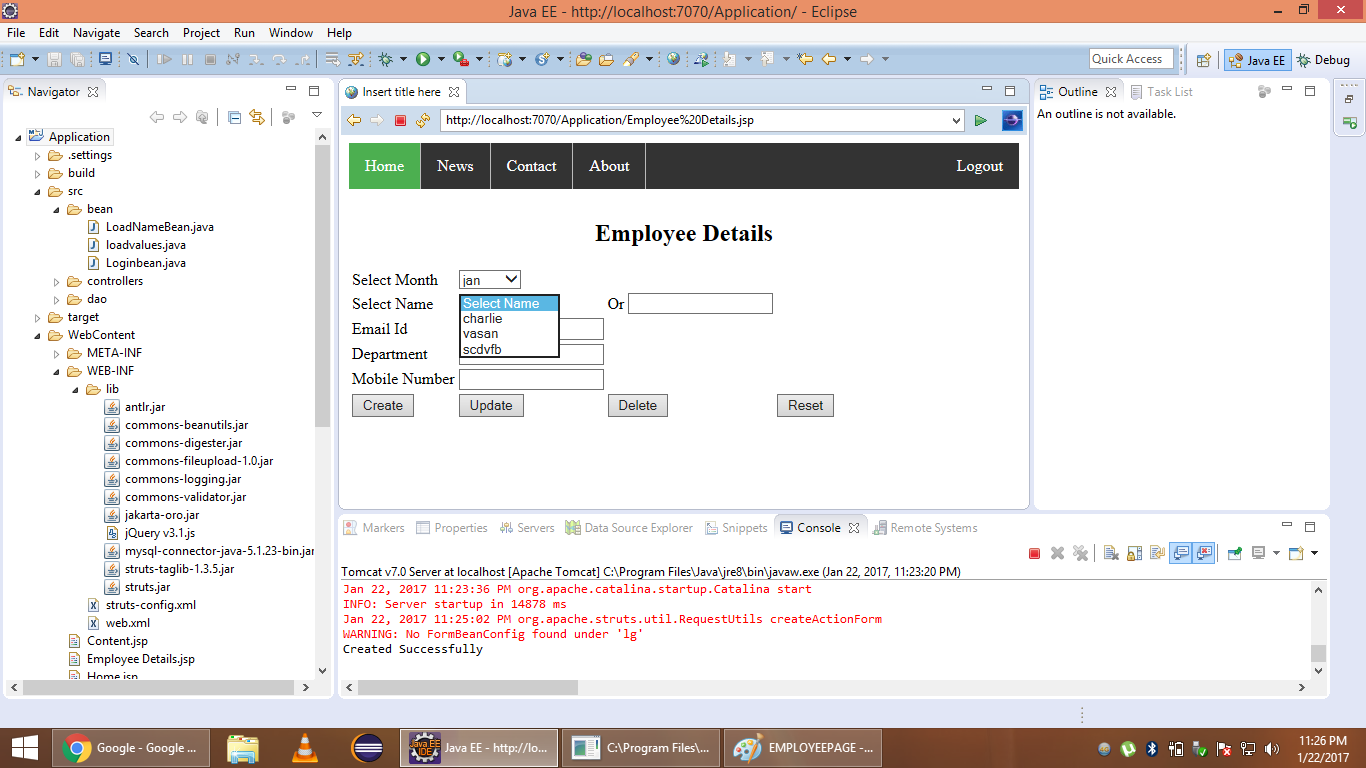 Java EE - http://localhost:7070/Application/ - Eclipse
File Edit Navigate Search Project Run Window Help
Quick Access Java EE Debug
Navigator
Application
.settings
build
src
bean
LoadNameBean.java
loadvalues.java
Loginbean.java
controllers
dao
target
WebContent
META-INF
WEB-INF
lib
antlr.jar
commons-beanutils.jar
commons-digester.jar
commons-fileupload-1.0.jar
commons-logging.jar
commons-validator.jar
jakarta-oro.jar
jQuery v3.1.js
mysql-connector-java-5.1.23-bin.jar
struts-taglib-1.3.5.jar
struts.jar
struts-config.xml
web.xml
Content.jsp
Employee Details.jsp
Home.jsp
Insert title here
http://localhost:7070/Application/Employee%20Details.jsp
Home News Contact About Logout
Employee Details
Select Month jan
Select Name Select Name Or
charlie
Email Id
vasan
scdvfb
Department
Mobile Number
Create Update Delete Reset
Outline Task List
An outline is not available.
Markers Properties Servers Data Source Explorer Snippets Console Remote Systems
Tomcat v7.0 Server at localhost [Apache Tomcat] C:\Program Files\Java\jre8\bin\javaw.exe (Jan 22, 2017, 11:23:20 PM)
Jan 22, 2017 11:23:36 PM org.apache.catalina.startup.Catalina start
INFO: Server startup in 14878 ms
Jan 22, 2017 11:25:02 PM org.apache.struts.util.RequestUtils createActionForm
WARNING: No FormBeanConfig found under 'lg'
Created Successfully
Google - Google ... Java EE IDE Java EE - http://lo... C:\Program Files\... EMPLOYEEPAGE -...
11:26 PM
1/22/2017